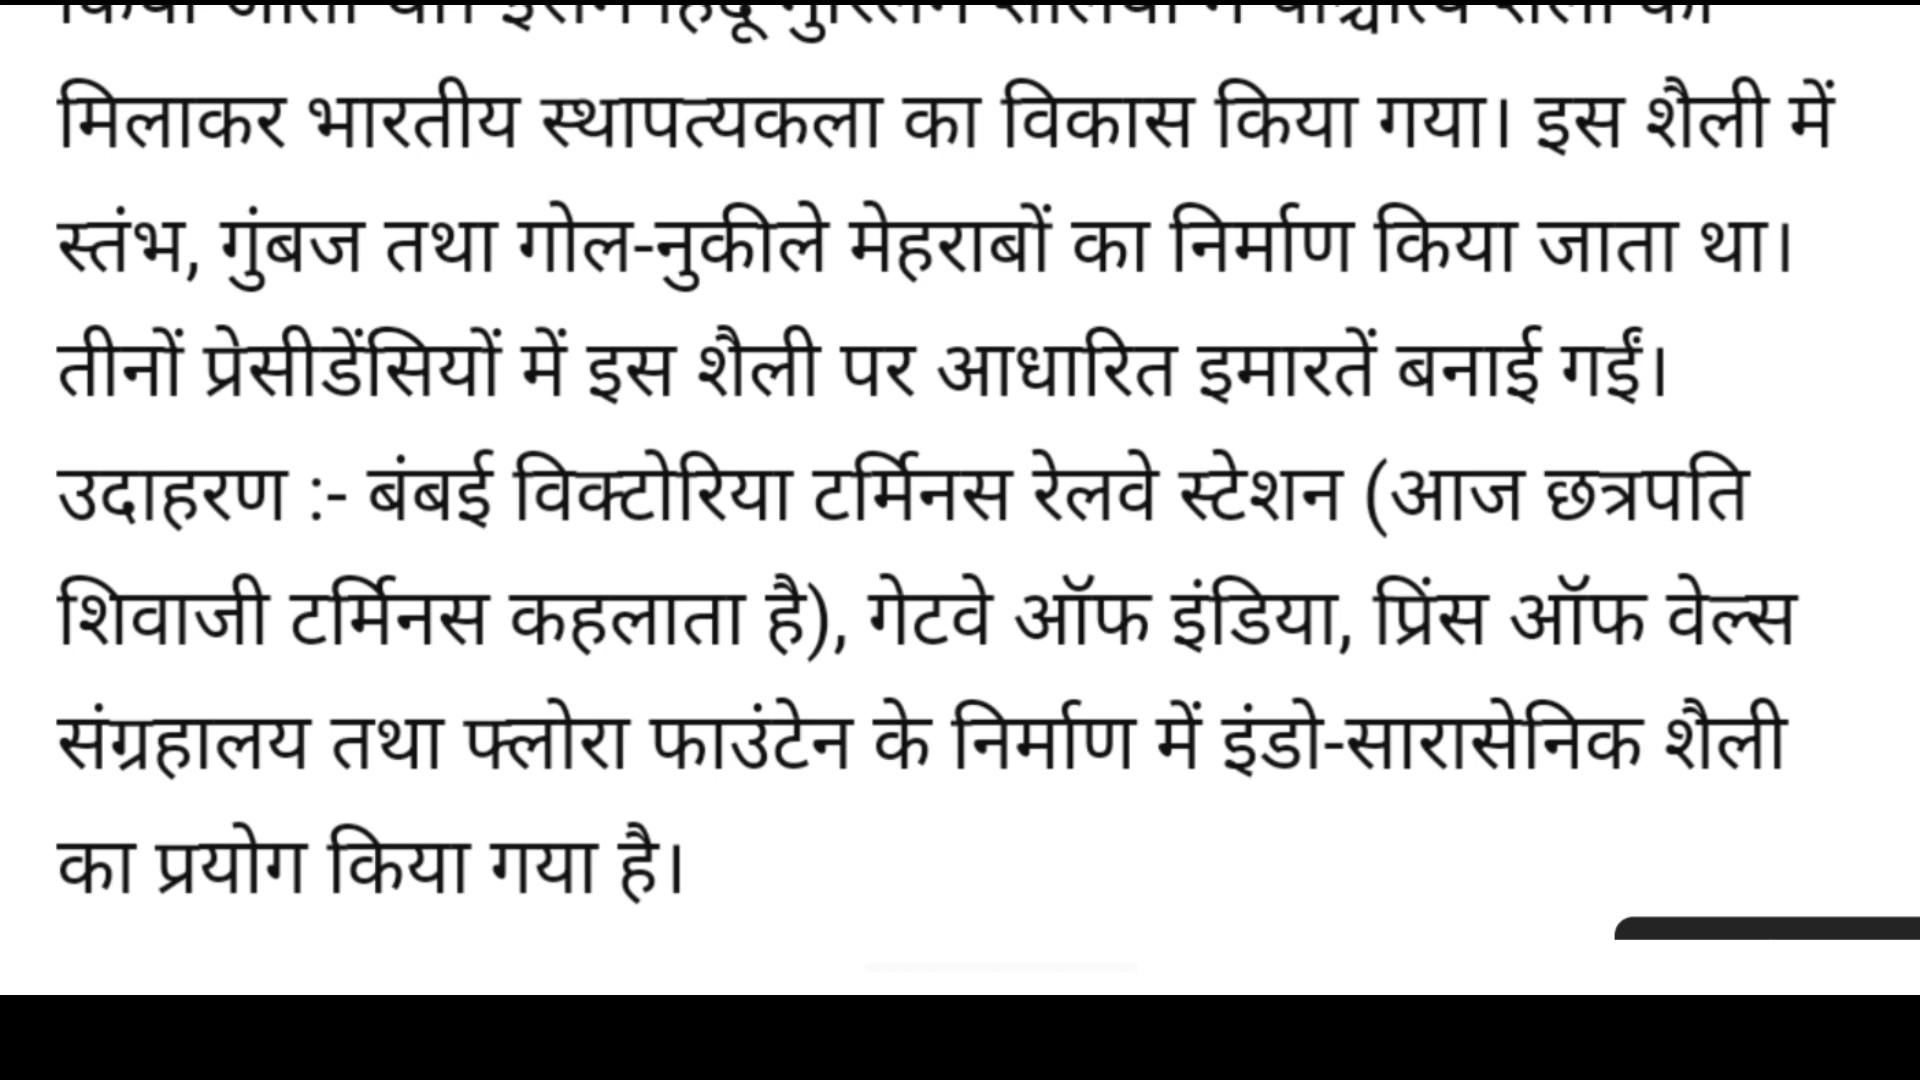 मिलाकर भारतीय स्थापत्यकला का विकास किया गया। इस शैली में
स्तंभ, गुंबज तथा गोल-नुकीले मेहराबों का निर्माण किया जाता था।
तीनों प्रेसीडेंसियों में इस शैली पर आधारित इमारतें बनाई गईं।
उदाहरण :- बंबई विक्टोरिया टर्मिनस रेलवे स्टेशन (आज छत्रपति
शिवाजी टर्मिनस कहलाता है), गेटवे ऑफ इंडिया, प्रिंस ऑफ वेल्स
संग्रहालय तथा फ्लोरा फाउंटेन के निर्माण में इंडो-सारासेनिक शैली
का प्रयोग किया गया है।